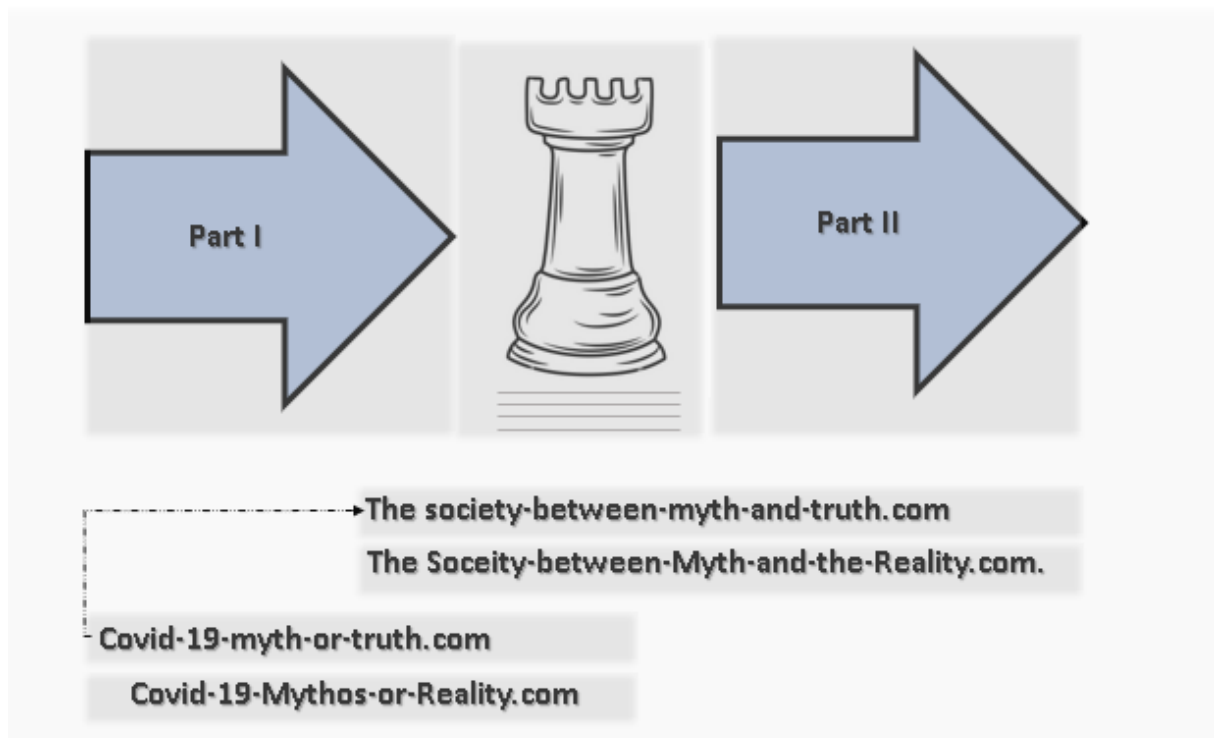 Part I
Part II
The society-between-myth-and-truth.com
The Soceity-between-Myth-and-the-Reality.com.
Covid-19-myth-or-truth.com
Covid-19-Mythos-or-Reality.com